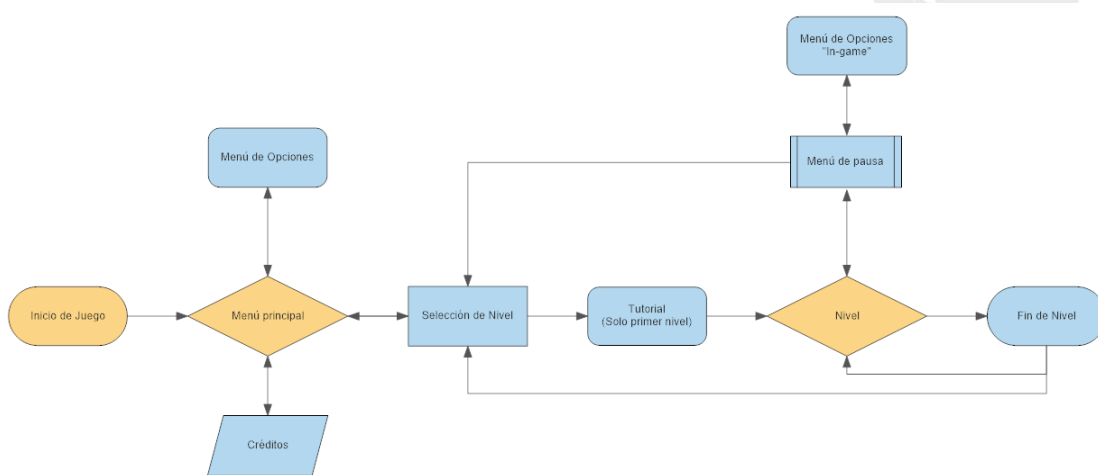 Menú de Opciones
"In-game"
Menú de Opciones
Menú de pausa
Inicio de Juego
Menú principal
Selección de Nivel
Tutorial
(Solo primer nivel)
Nivel
Fin de Nivel
Créditos